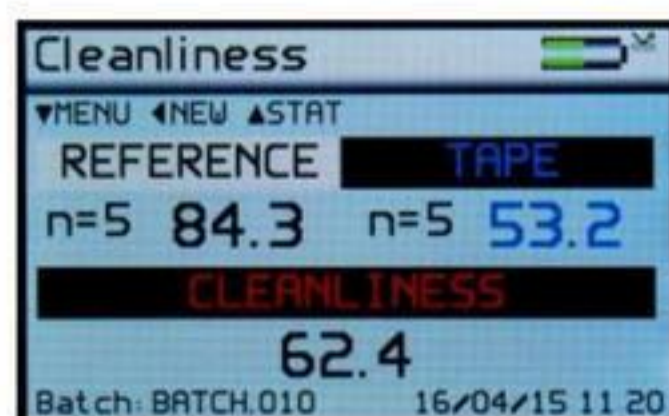 Cleanliness
▼MENU ◀NEW ▲STAT
REFERENCE TAPE
n=5 84.3 n=5 53.2
CLEANLINESS
62.4
Batch: BATCH.010 16/04/15 11 20